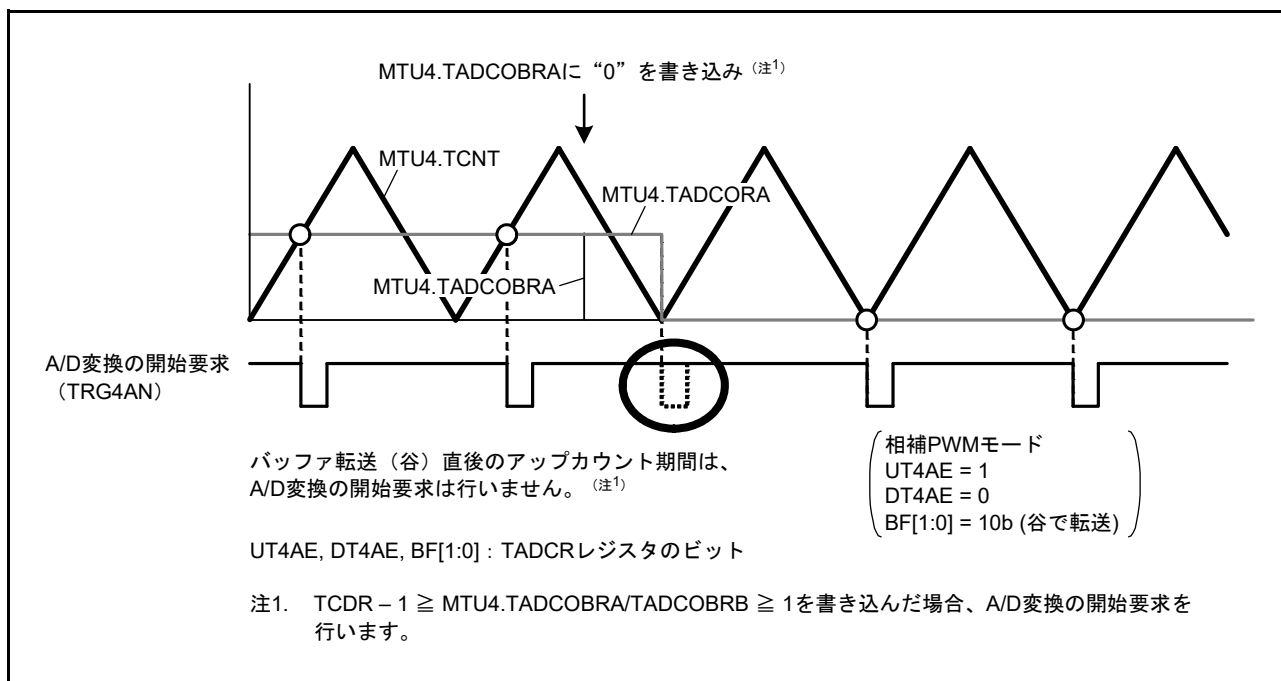 MTU4.TADCOBRAに“0”を書き込み（注1）
MTU4.TCNT
MTU4.TADCORA
MTU4.TADCOBRA
A/D変換の開始要求
（TRG4AN）
バッファ転送（谷）直後のアップカウント期間は、
A/D変換の開始要求は行いません。（注1）
相補PWMモード
UT4AE = 1
DT4AE = 0
BF[1:0] = 10b (谷で転送)
UT4AE, DT4AE, BF[1:0]：TADCRレジスタのビット
注1. TCDR – 1 ≧ MTU4.TADCOBRA/TADCOBRB ≧ 1を書き込んだ場合、A/D変換の開始要求を
行います。